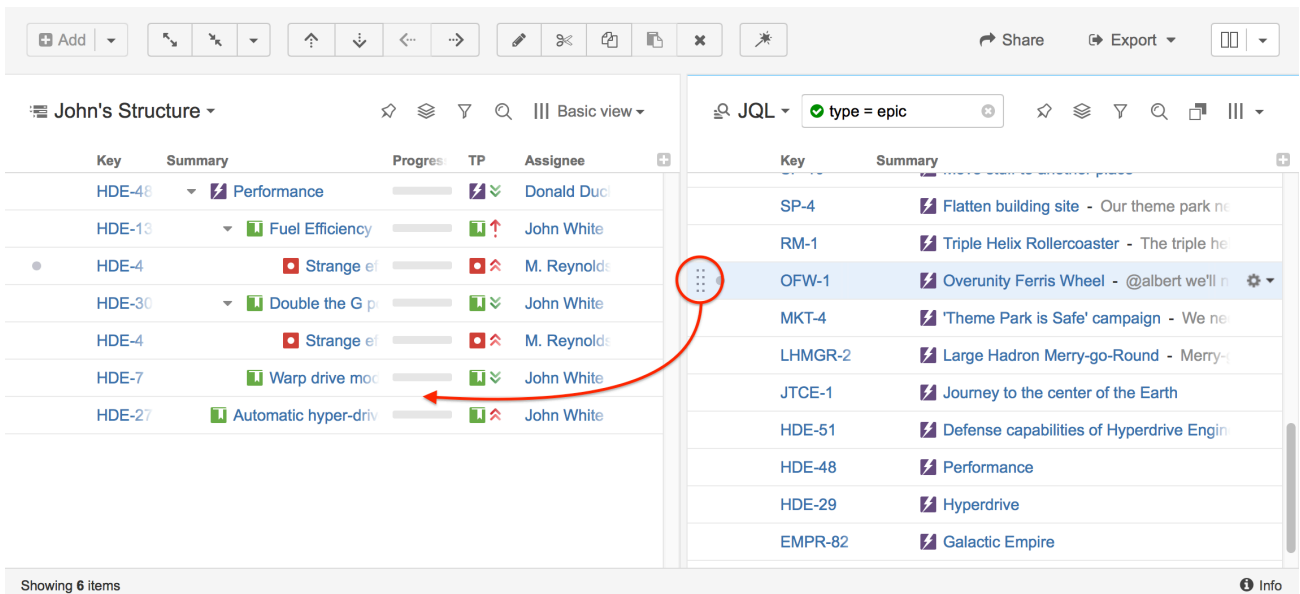 Add
Share
Export
John's Structure
Basic view
JQL
type = epic
Key Summary Progres TP Assignee
HDE-48 Performance Donald Duc
HDE-13 Fuel Efficiency John White
HDE-4 Strange ef M. Reynolds
HDE-30 Double the G p John White
HDE-4 Strange ef M. Reynolds
HDE-7 Warp drive mod John White
HDE-27 Automatic hyper-driv John White
Key Summary
SP-4 Flatten building site - Our theme park ne
RM-1 Triple Helix Rollercoaster - The triple he
OFW-1 Overunity Ferris Wheel - @albert we'll n
MKT-4 'Theme Park is Safe' campaign - We nee
LHMGR-2 Large Hadron Merry-go-Round - Merry-
JTCE-1 Journey to the center of the Earth
HDE-51 Defense capabilities of Hyperdrive Engin
HDE-48 Performance
HDE-29 Hyperdrive
EMPR-82 Galactic Empire
Showing 6 items
Info